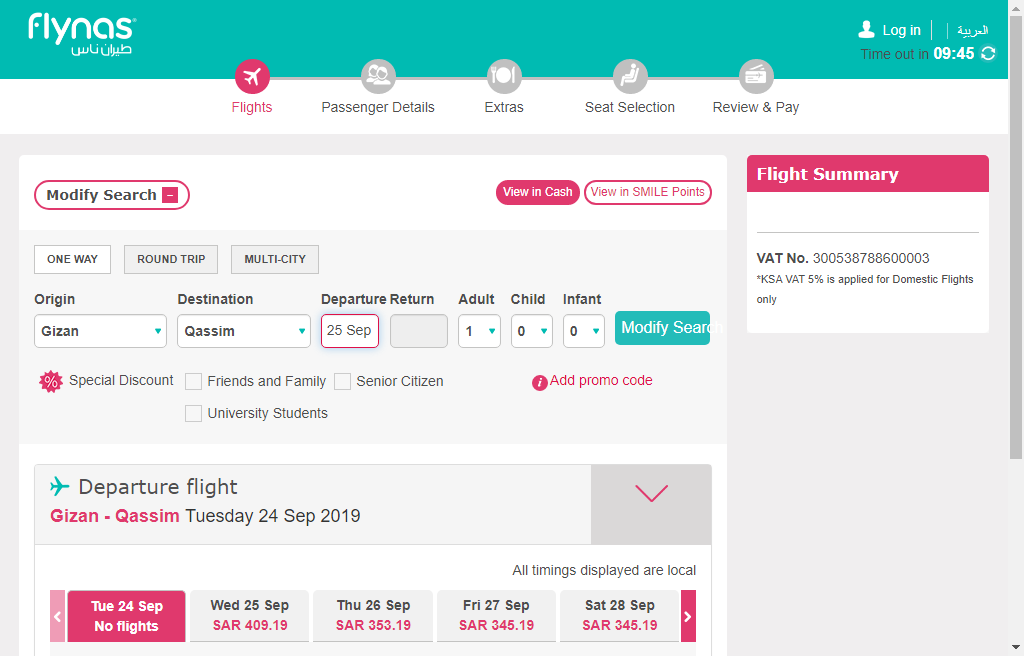 flynas
طيران ناس
Log in
العربية
Time out in 09:45
Flights
Passenger Details
Extras
Seat Selection
Review & Pay
Modify Search
View in Cash
View in SMILE Points
Flight Summary
ONE WAY
ROUND TRIP
MULTI-CITY
VAT No. 300538788600003
*KSA VAT 5% is applied for Domestic Flights
only
Origin
Destination
Departure
Return
Adult
Child
Infant
Gizan
Qassim
25 Sep
1
0
0
Modify Search
Special Discount
Friends and Family
Senior Citizen
Add promo code
University Students
Departure flight
Gizan - Qassim Tuesday 24 Sep 2019
All timings displayed are local
Tue 24 Sep
No flights
Wed 25 Sep
SAR 409.19
Thu 26 Sep
SAR 353.19
Fri 27 Sep
SAR 345.19
Sat 28 Sep
SAR 345.19